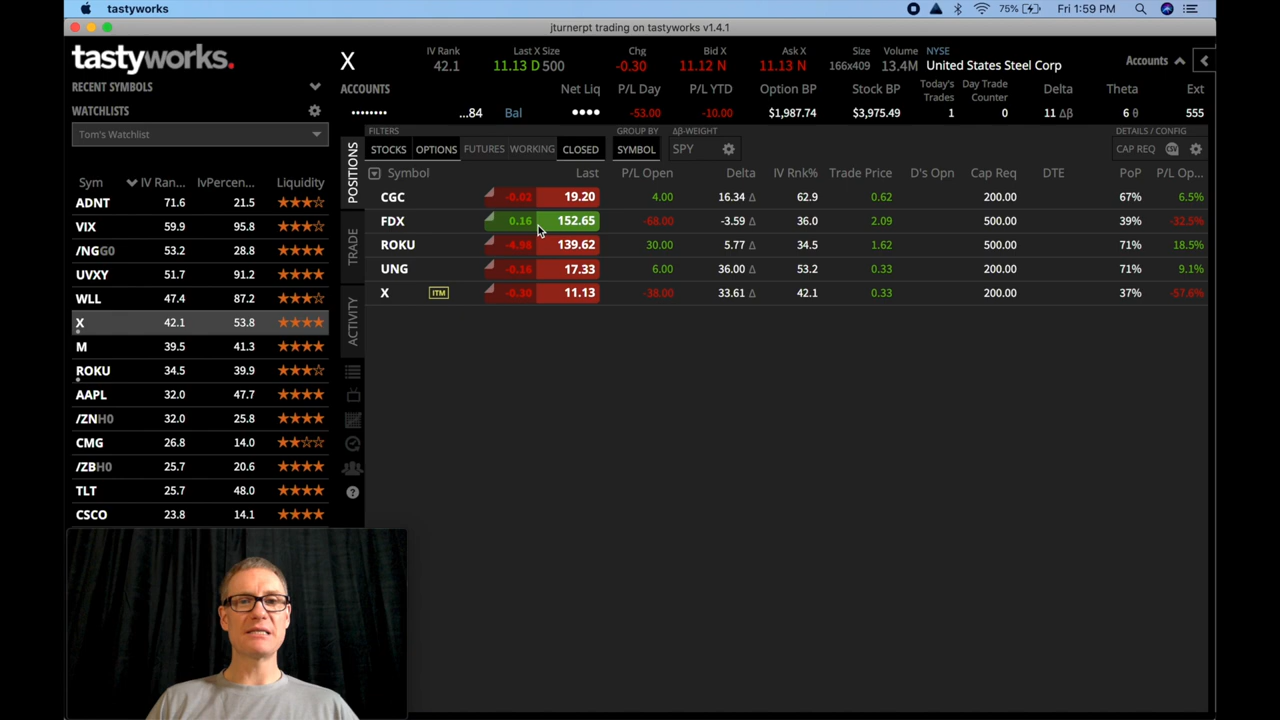 tastyworks
75%
Fri 1:59 PM
jturnerpt trading on tastyworks v1.4.1
tastyworks.
RECENT SYMBOLS
WATCHLISTS
Tom's Watchlist
Sym IV Ran... IvPercen... Liquidity
ADNT 71.6 21.5
VIX 59.9 95.8
/NGG0 53.2 28.8
UVXY 51.7 91.2
WLL 47.4 87.2
X 42.1 53.8
M 39.5 41.3
ROKU 34.5 39.9
AAPL 32.0 47.7
/ZNH0 32.0 25.8
CMG 26.8 14.0
/ZBH0 25.7 20.6
TLT 25.7 48.0
CSCO 23.8 14.1
X
IV Rank Last X Size Chg Bid X Ask X Size Volume NYSE
42.1 11.13 D 500 -0.30 11.12 N 11.13 N 166x409 13.4M United States Steel Corp
Accounts
ACCOUNTS Net Liq P/L Day P/L YTD Option BP Stock BP Today's Trades Day Trade Counter Delta Theta Ext
•••••••• ...84 Bal •••• -53.00 -10.00 $1,987.74 $3,975.49 1 0 11 Δβ 6 θ 555
FILTERS GROUP BY Δβ-WEIGHT DETAILS / CONFIG
STOCKS OPTIONS FUTURES WORKING CLOSED SYMBOL SPY CAP REQ CSV
POSITIONS
TRADE
ACTIVITY
Symbol Last P/L Open Delta IV Rnk% Trade Price D's Opn Cap Req DTE PoP P/L Op...
CGC -0.02 19.20 4.00 16.34 Δ 62.9 0.62 200.00 67% 6.5%
FDX 0.16 152.65 -68.00 -3.59 Δ 36.0 2.09 500.00 39% -32.5%
ROKU -4.98 139.62 30.00 5.77 Δ 34.5 1.62 500.00 71% 18.5%
UNG -0.16 17.33 6.00 36.00 Δ 53.2 0.33 200.00 71% 9.1%
X ITM -0.30 11.13 -38.00 33.61 Δ 42.1 0.33 200.00 37% -57.6%
?